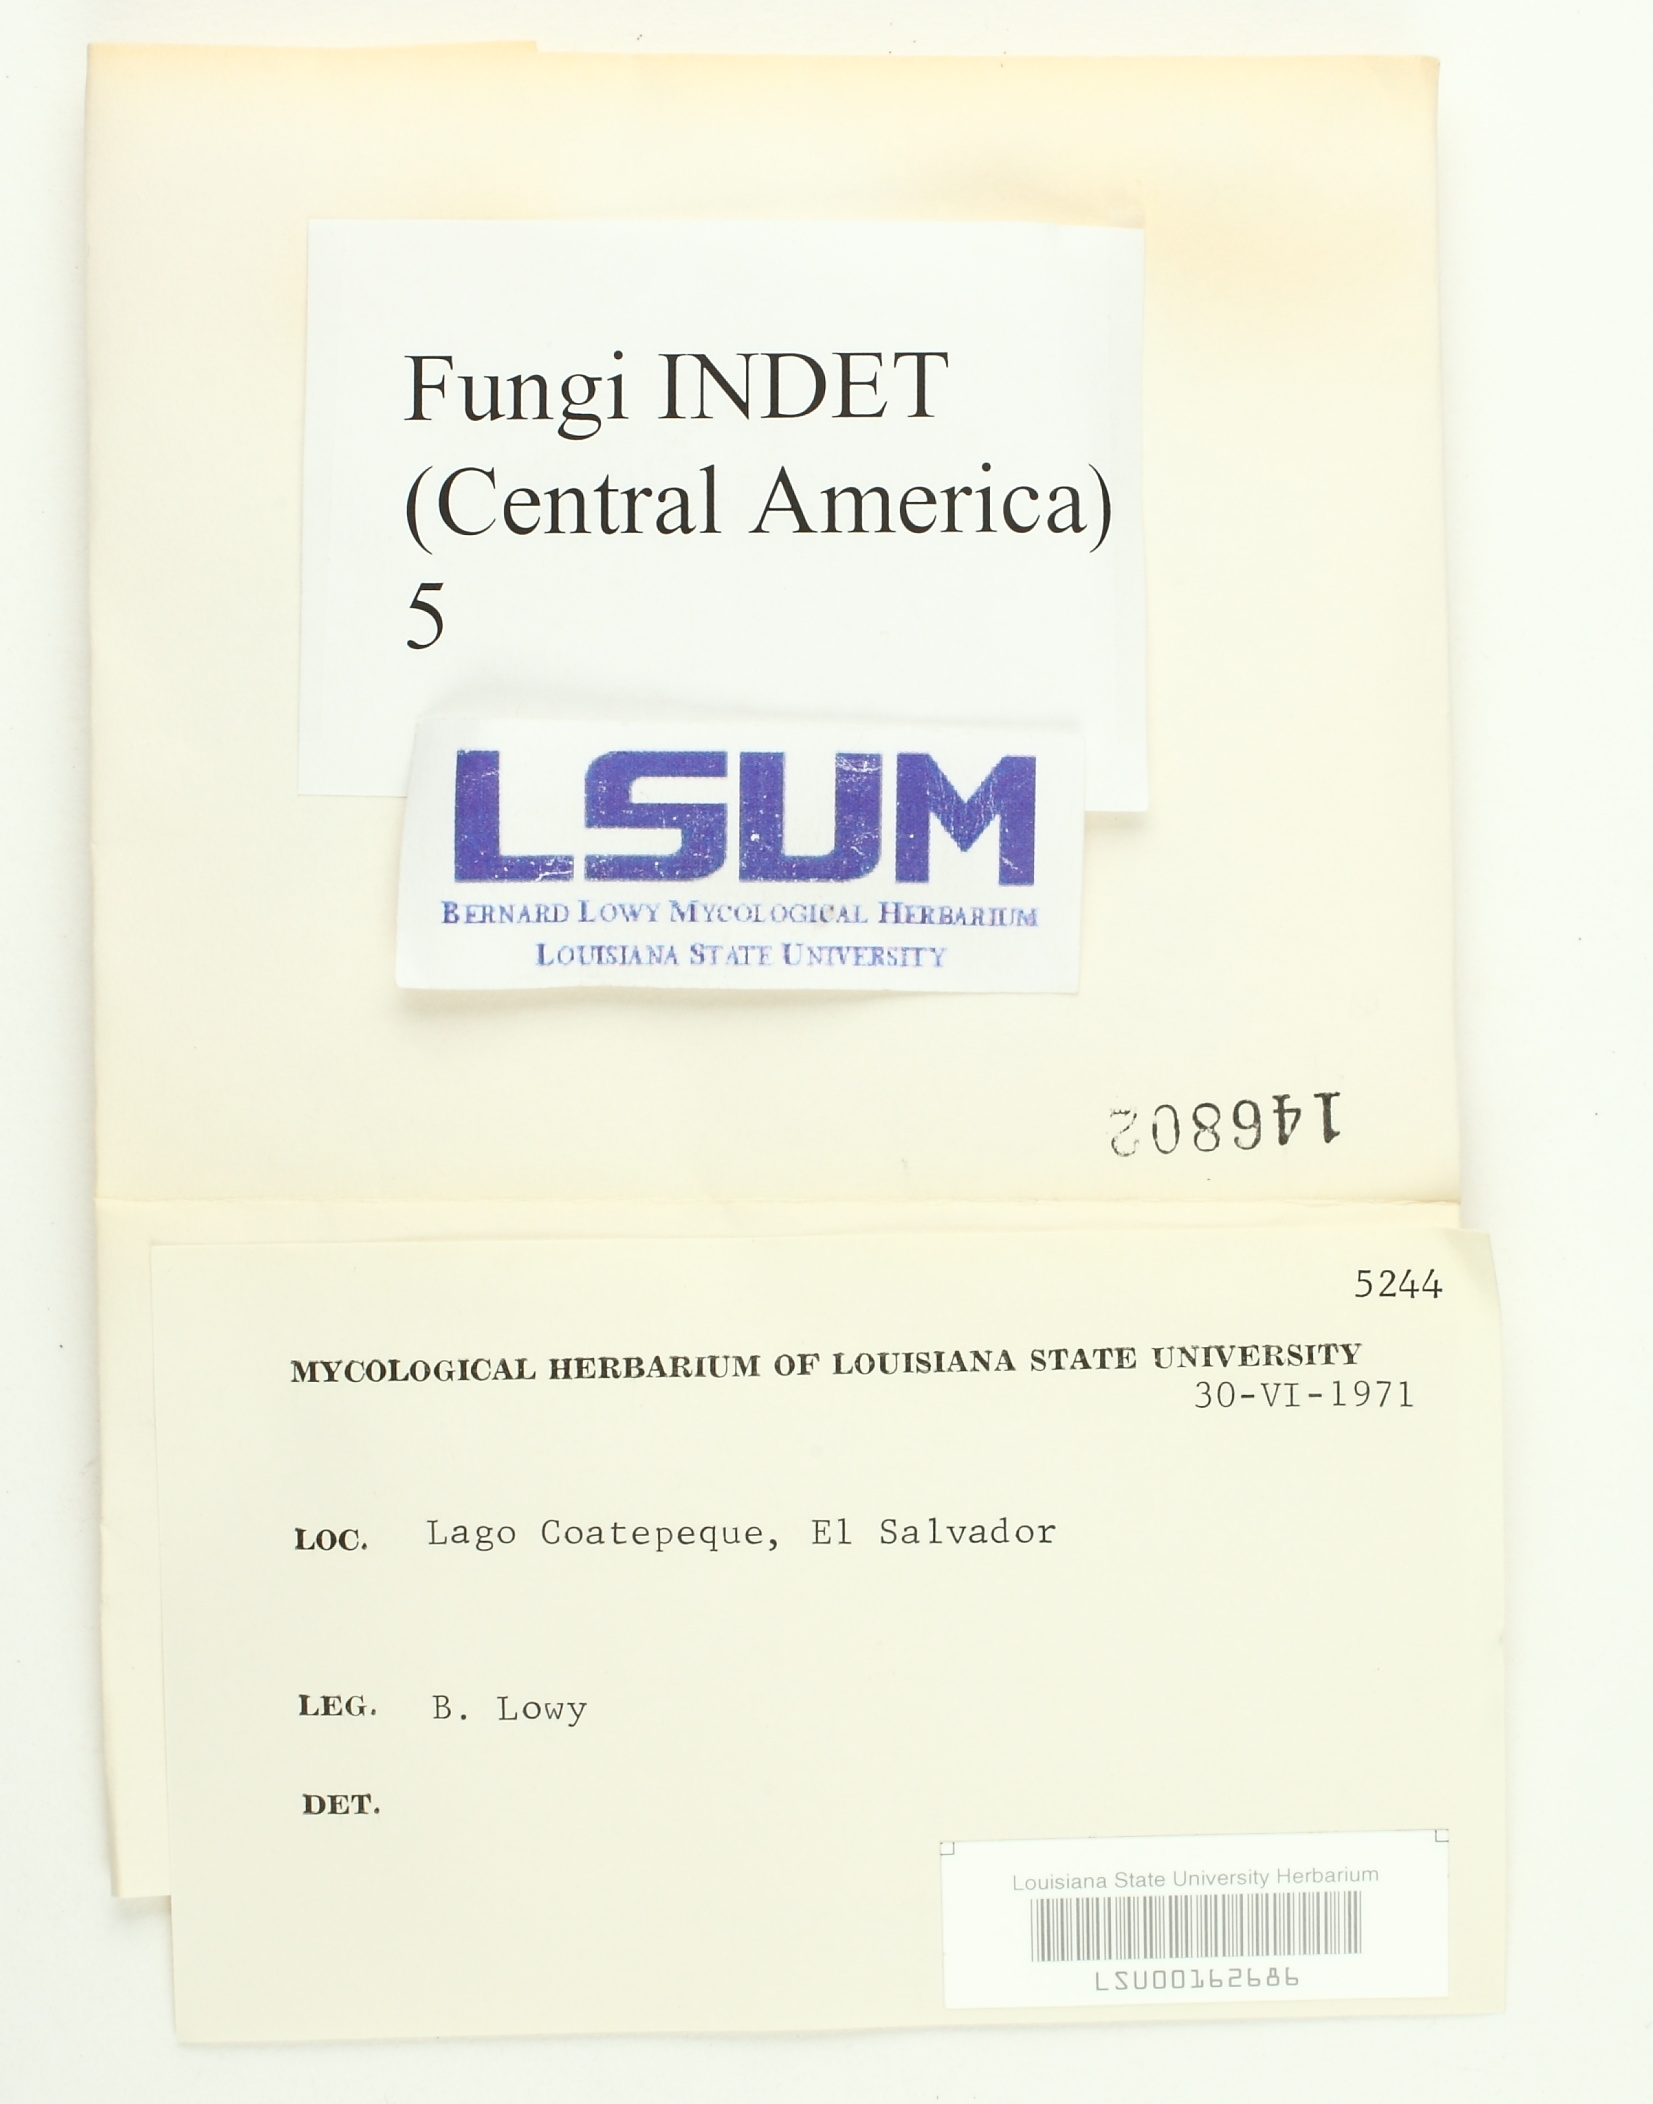 Fungi INDET
(Central America)
5
LSUM
BERNARD LOWY MYCOLOGICAL HERBARIUM
LOUISIANA STATE UNIVERSITY
146802
5244
MYCOLOGICAL HERBARIUM OF LOUISIANA STATE UNIVERSITY
30-VI-1971
LOC. Lago Coatepeque, El Salvador
LEG. B. Lowy
DET.
Louisiana State University Herbarium
LSU00162686